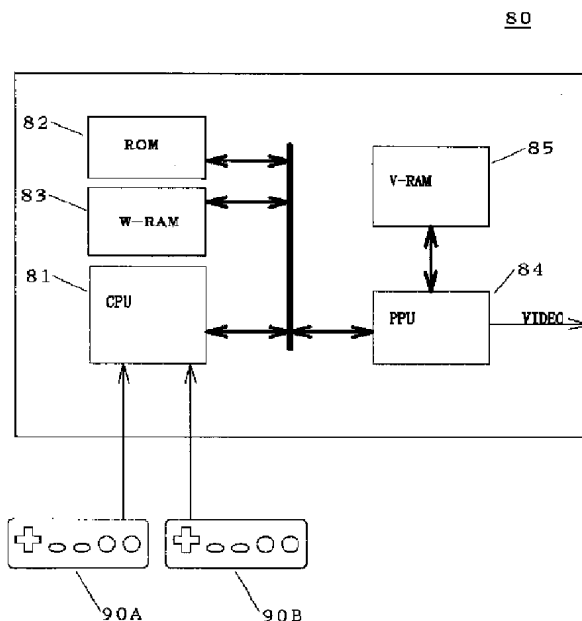 80
82
ROM
85
V-RAM
83
W-RAM
81
CPU
84
PPU
VIDEO
90A
90B